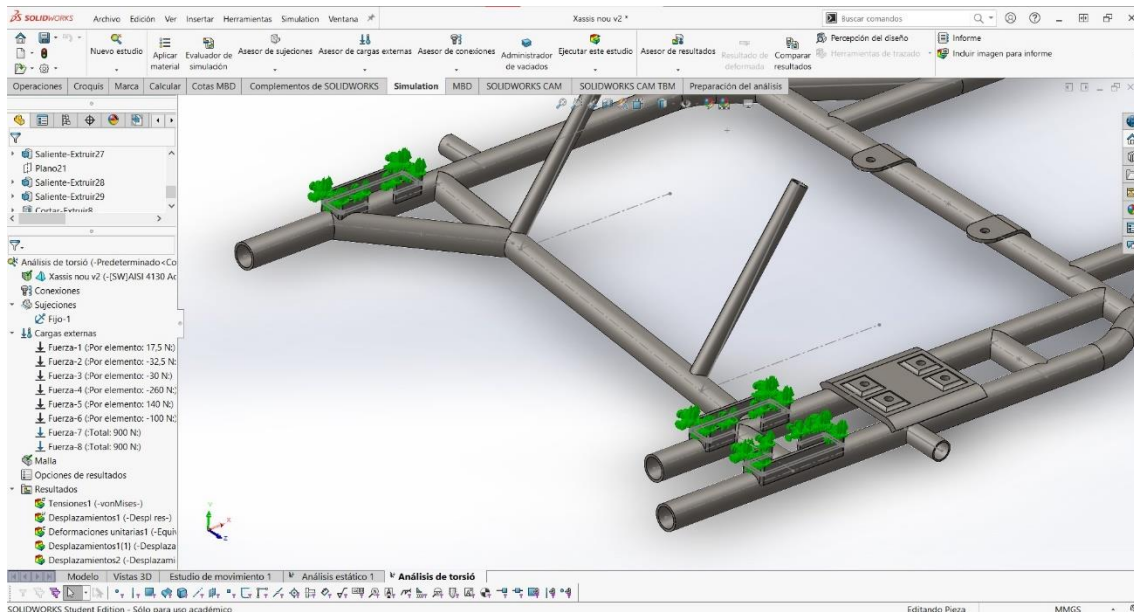 SOLIDWORKS Archivo Edición Ver Insertar Herramientas Simulation Ventana Xassis nou v2 * Buscar comandos
Nuevo estudio Aplicar material Evaluador de simulación Asesor de sujeciones Asesor de cargas externas Asesor de conexiones Administrador de vaciados Ejecutar este estudio Asesor de resultados Resultado de deformada Comparar resultados
Percepción del diseño Informe
Herramientas de trazado Induir imagen para informe
Operaciones Croquis Marca Calcular Cotas MBD Complementos de SOLIDWORKS Simulation MBD SOLIDWORKS CAM SOLIDWORKS CAM TBM Preparación del análisis
Saliente-Extruir27
Plano21
Saliente-Extruir28
Saliente-Extruir29
Cortar-Extruir8
Análisis de torsió (-Predeterminado<Co
Xassis nou v2 (-[SW]AISI 4130 Ac
Conexiones
Sujeciones
Fijo-1
Cargas externas
Fuerza-1 (:Por elemento: 17,5 N:)
Fuerza-2 (:Por elemento: -32,5 N:
Fuerza-3 (:Por elemento: -30 N:)
Fuerza-4 (:Por elemento: -260 N:)
Fuerza-5 (:Por elemento: 140 N:)
Fuerza-6 (:Por elemento: -100 N:)
Fuerza-7 (:Total: 900 N:)
Fuerza-8 (:Total: 900 N:)
Malla
Opciones de resultados
Resultados
Tensiones1 (-vonMises-)
Desplazamientos1 (-Despl res-)
Deformaciones unitarias1 (-Equiv
Desplazamientos1(1) (-Desplaza
Desplazamientos2 (-Desplazami
Modelo Vistas 3D Estudio de movimiento 1 Análisis estático 1 Análisis de torsió
SOLIDWORKS Student Edition - Sólo para uso académico Editando Pieza MMGS